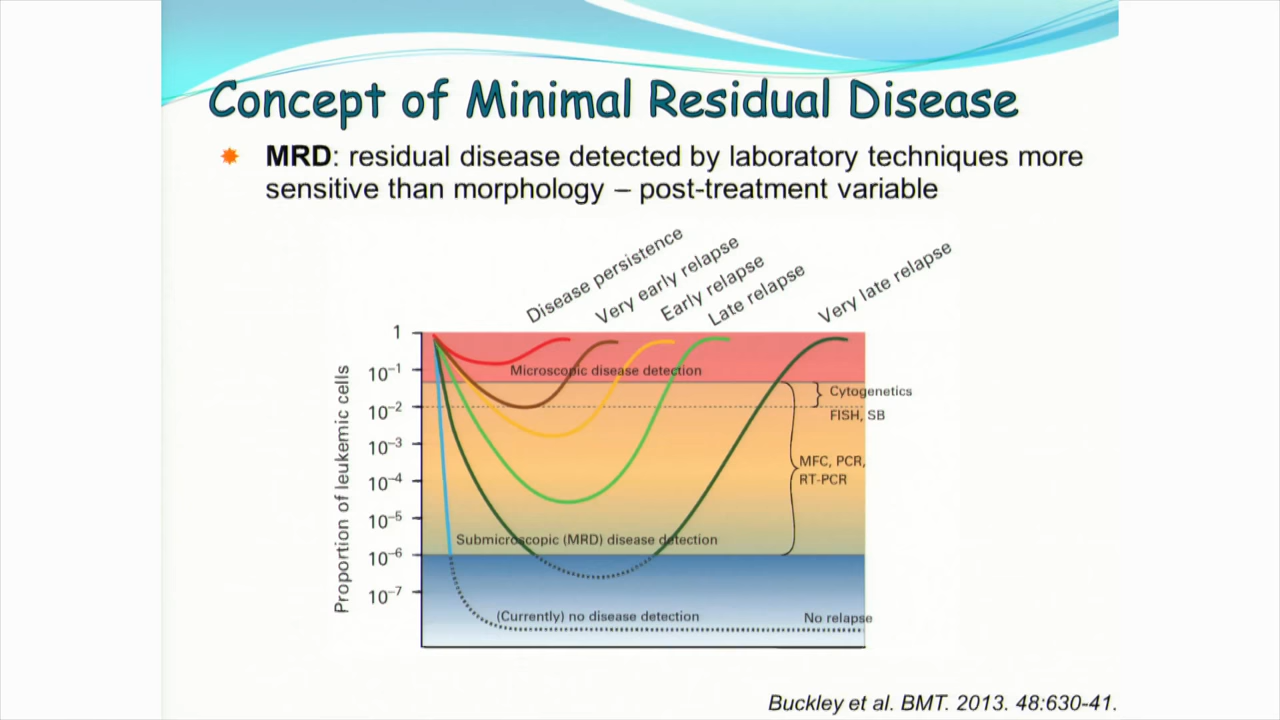 Concept of Minimal Residual Disease
MRD: residual disease detected by laboratory techniques more
sensitive than morphology – post-treatment variable
Disease persistence
Very early relapse
Early relapse
Late relapse
Very late relapse
Proportion of leukemic cells
1
10⁻¹
10⁻²
10⁻³
10⁻⁴
10⁻⁵
10⁻⁶
10⁻⁷
Microscopic disease detection
Cytogenetics
FISH, SB
MFC, PCR,
RT-PCR
Submicroscopic (MRD) disease detection
(Currently) no disease detection
No relapse
Buckley et al. BMT. 2013. 48:630-41.